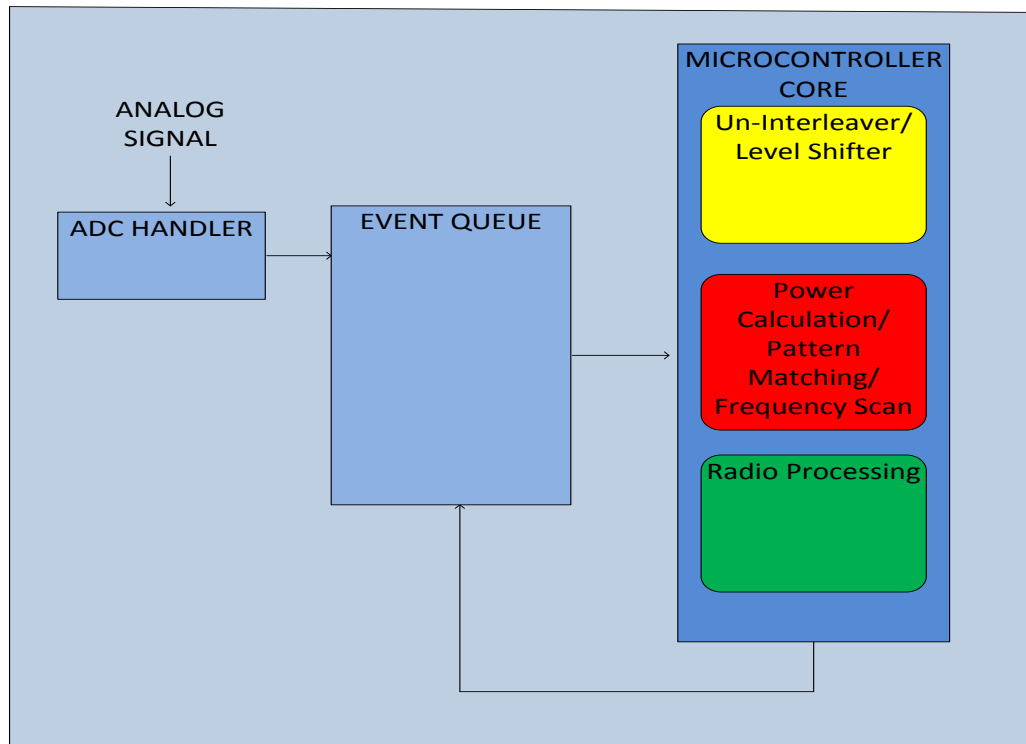 ANALOG
SIGNAL
ADC HANDLER
EVENT QUEUE
MICROCONTROLLER
CORE
Un-Interleaver/
Level Shifter
Power
Calculation/
Pattern
Matching/
Frequency Scan
Radio Processing